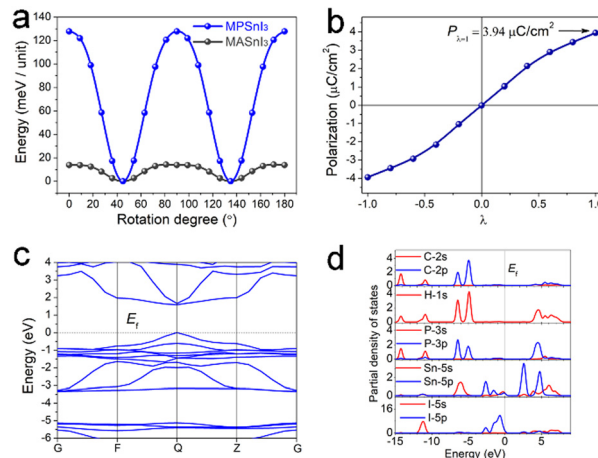 a
MPSnI₃
MASnI₃
Energy (meV / unit)
140
120
100
80
60
40
20
0
0 20 40 60 80 100 120 140 160 180
Rotation degree (°)
b
P_λ=1 = 3.94 μC/cm²
Polarization (μC/cm²)
4
3
2
1
0
-1
-2
-3
-4
-1.0 -0.5 0.0 0.5 1.0
λ
c
E_f
Energy (eV)
4
3
2
1
0
-1
-2
-3
-4
-5
-6
G F Q Z G
d
E_f
C-2s
C-2p
H-1s
P-3s
P-3p
Sn-5s
Sn-5p
I-5s
I-5p
Partial density of states
4
2
0
4
2
0
4
2
0
4
2
0
16
0
-15 -10 -5 0 5
Energy (eV)